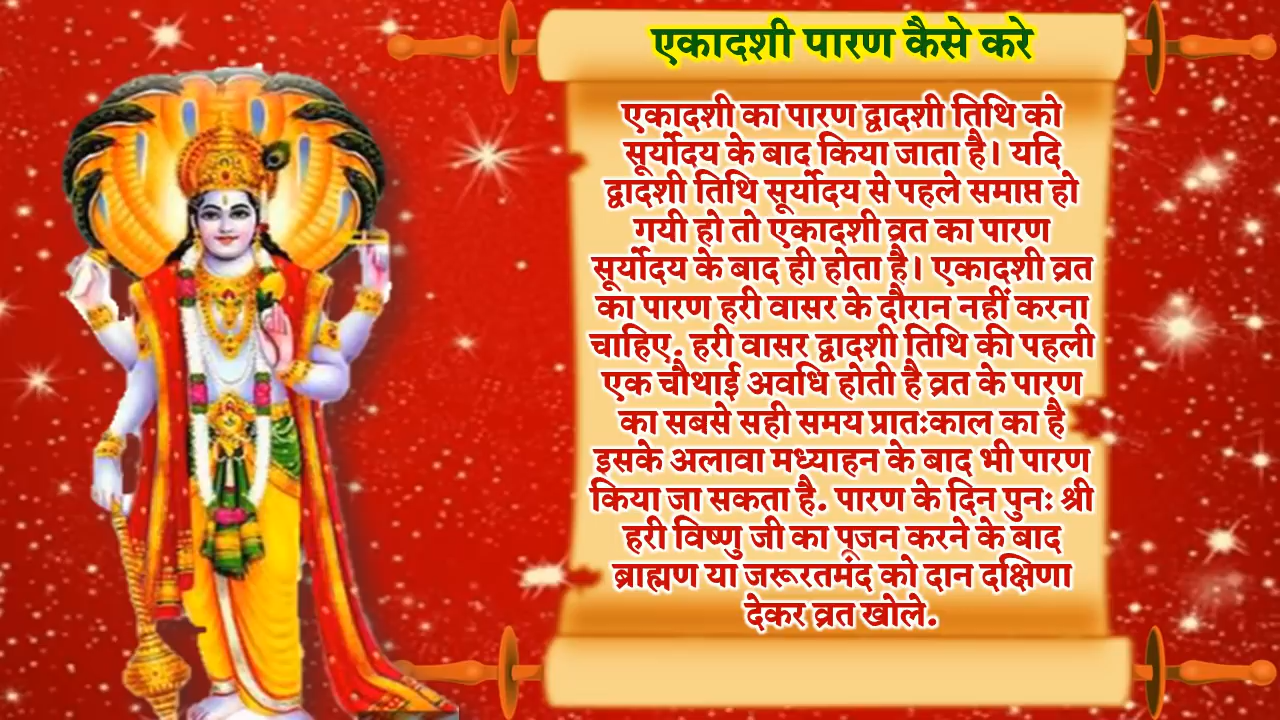 एकादशी पारण कैसे करे
एकादशी का पारण द्वादशी तिथि को
सूर्योदय के बाद किया जाता है। यदि
द्वादशी तिथि सूर्योदय से पहले समाप्त हो
गयी हो तो एकादशी व्रत का पारण
सूर्योदय के बाद ही होता है। एकादशी व्रत
का पारण हरी वासर के दौरान नहीं करना
चाहिए. हरी वासर द्वादशी तिथि की पहली
एक चौथाई अवधि होती है व्रत के पारण
का सबसे सही समय प्रातःकाल का है
इसके अलावा मध्याहन के बाद भी पारण
किया जा सकता है. पारण के दिन पुनः श्री
हरी विष्णु जी का पूजन करने के बाद
ब्राह्मण या जरूरतमंद को दान दक्षिणा
देकर व्रत खोले.